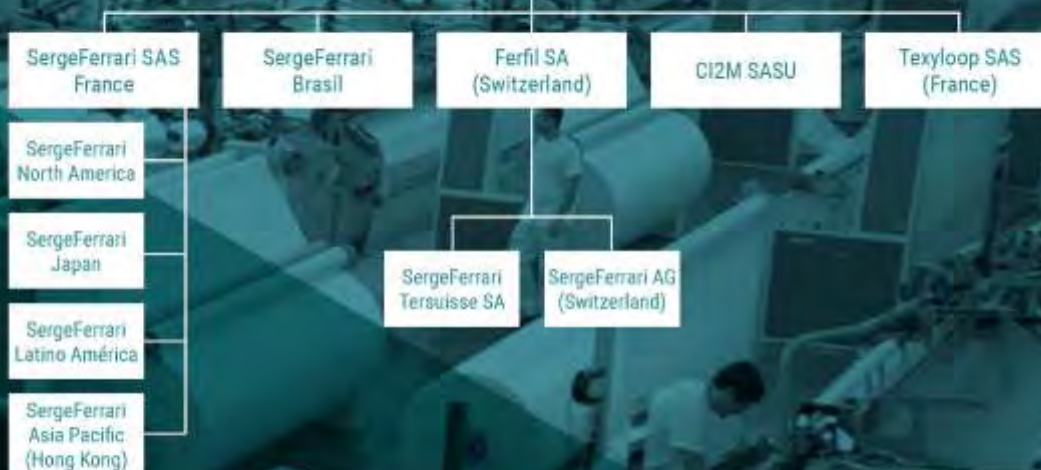 SergeFerrari SAS
France
SergeFerrari
Brasil
Ferfil SA
(Switzerland)
CI2M SASU
Texyloop SAS
(France)
SergeFerrari
North America
SergeFerrari
Japan
SergeFerrari
Latino América
SergeFerrari
Asia Pacific
(Hong Kong)
SergeFerrari
Tersuisse SA
SergeFerrari AG
(Switzerland)